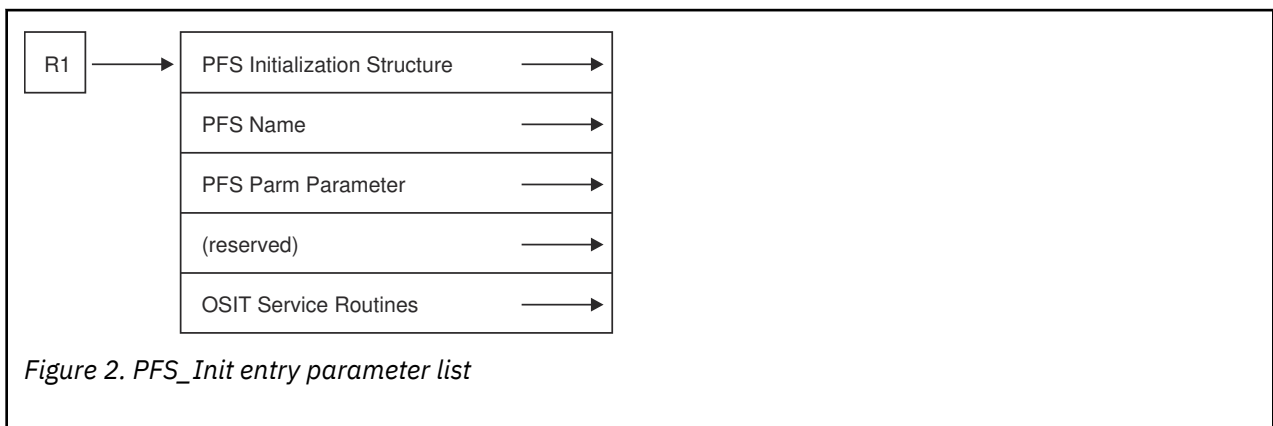 R1
PFS Initialization Structure
PFS Name
PFS Parm Parameter
(reserved)
OSIT Service Routines
Figure 2. PFS_Init entry parameter list